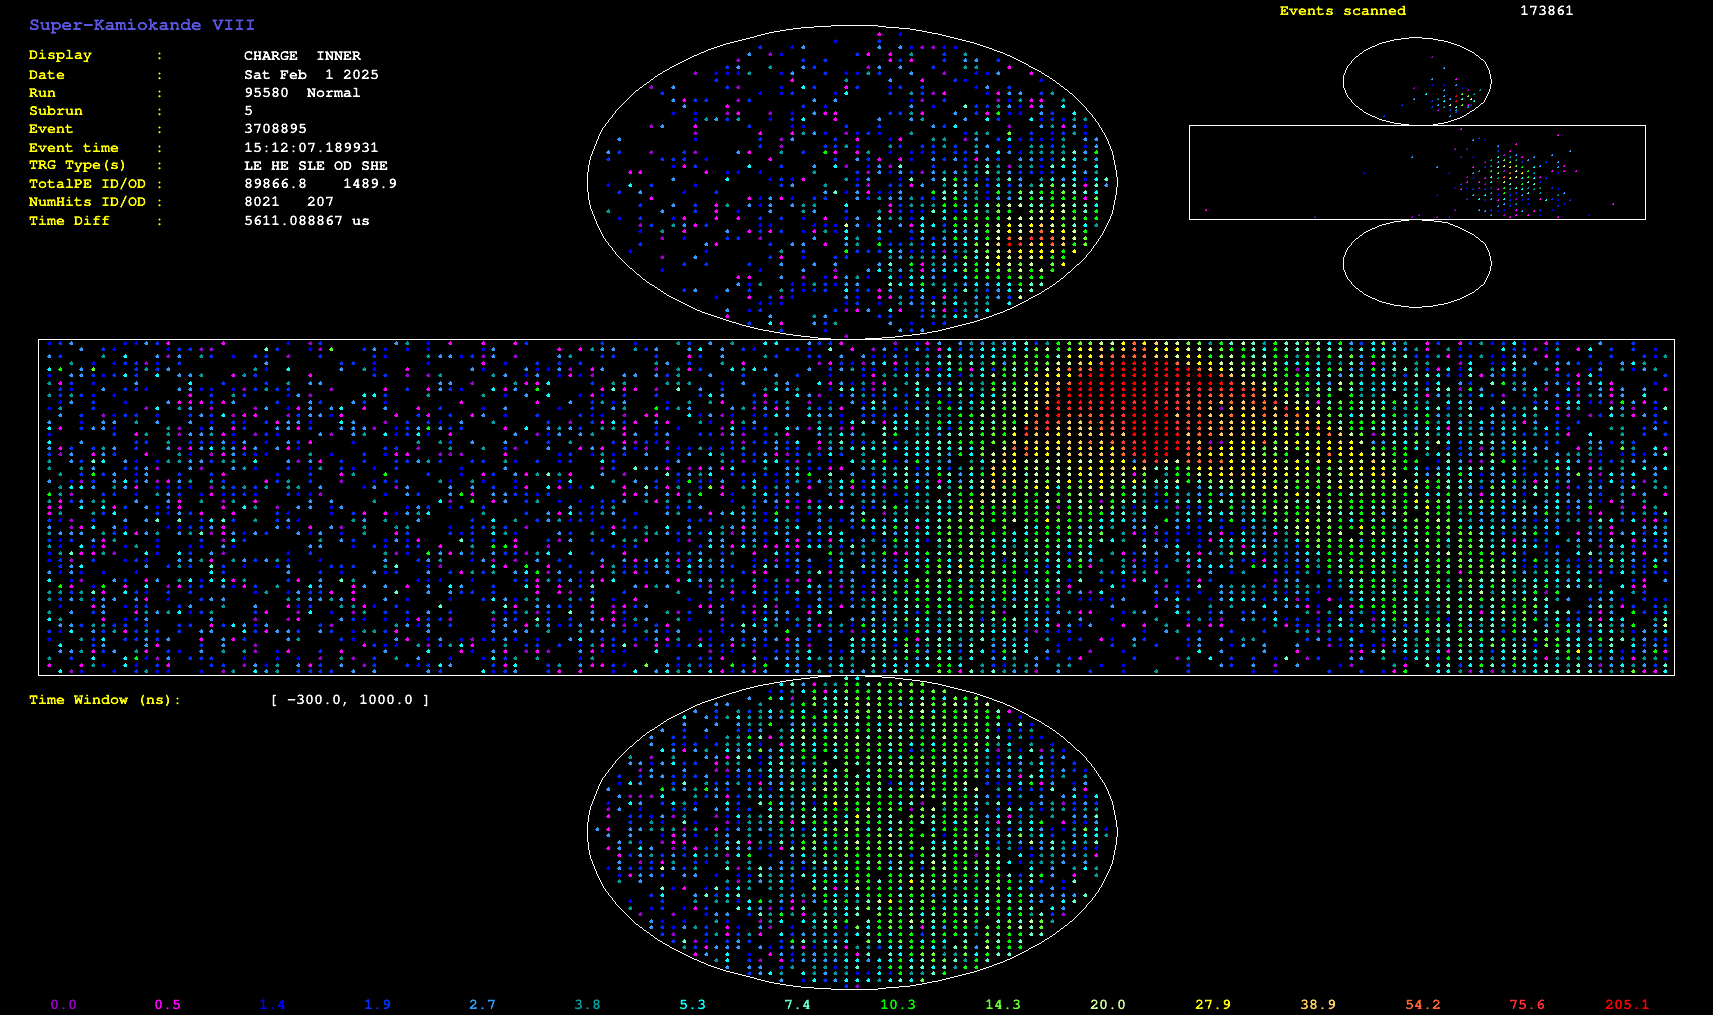 Super-Kamiokande VIII
Events scanned 173861
Display : CHARGE INNER
Date : Sat Feb 1 2025
Run : 95580 Normal
Subrun : 5
Event : 3708895
Event time : 15:12:07.189931
TRG Type(s) : LE HE SLE OD SHE
TotalPE ID/OD : 89866.8 1489.9
NumHits ID/OD : 8021 207
Time Diff : 5611.088867 us
Time Window (ns): [ -300.0, 1000.0 ]
0.0 0.5 1.4 1.9 2.7 3.8 5.3 7.4 10.3 14.3 20.0 27.9 38.9 54.2 75.6 205.1